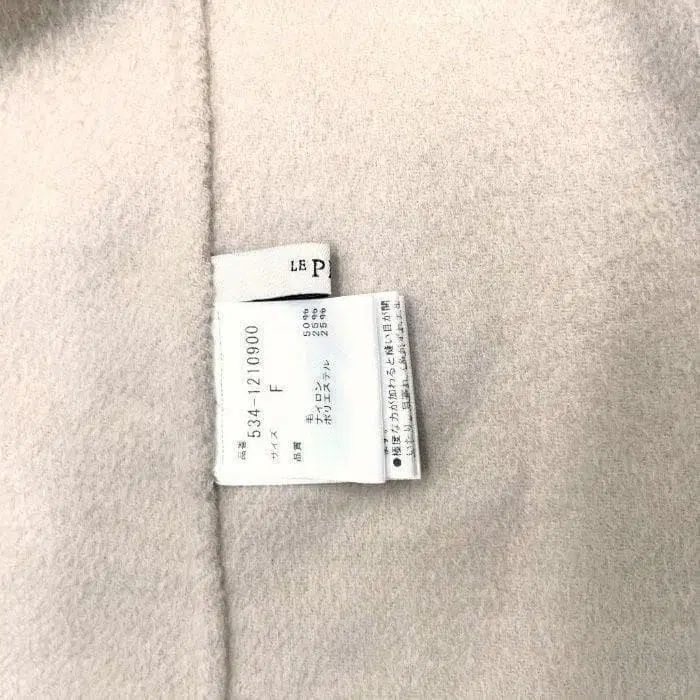 LE P
品番
534-1210900
サイズ
F
品質
毛 50%
ナイロン 25%
ポリエステル 25%
●極度な力が加わると縫い目が開